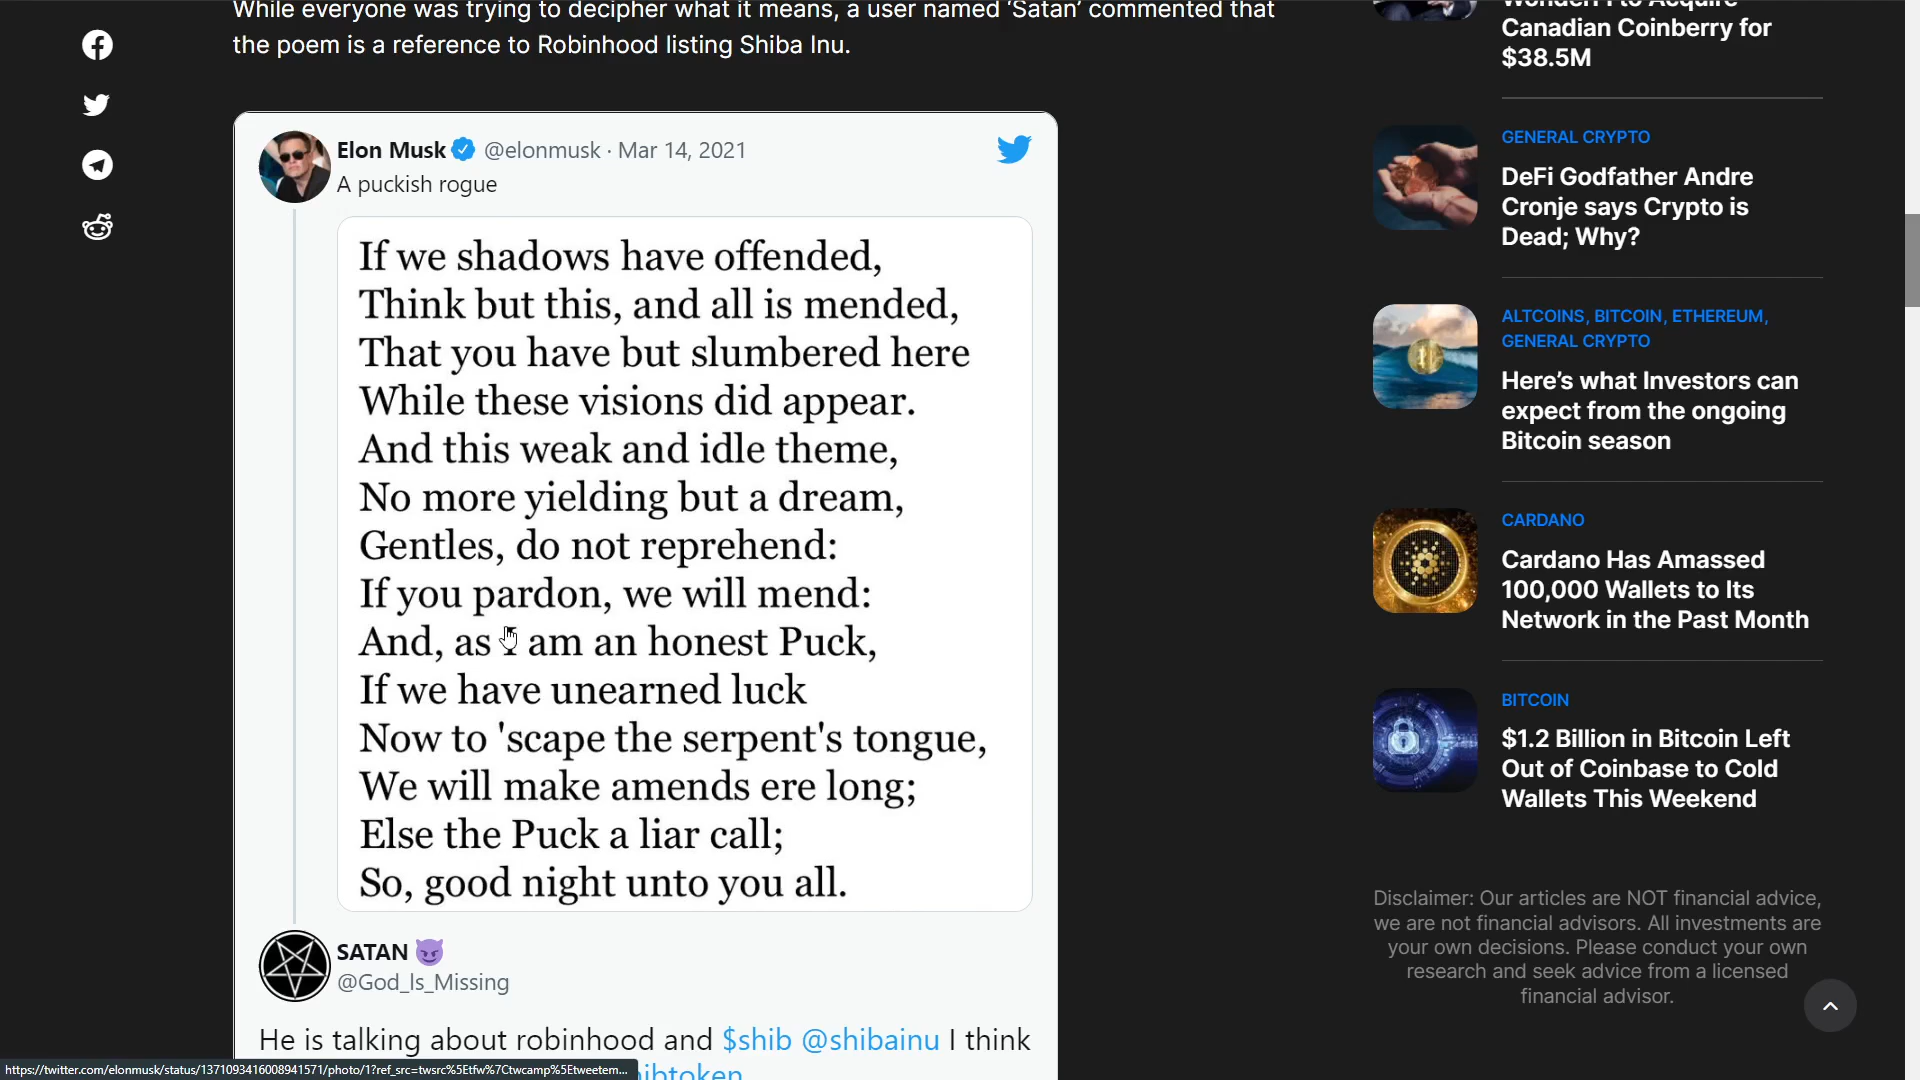 While everyone was trying to decipher what it means, a user named ‘Satan’ commented that
the poem is a reference to Robinhood listing Shiba Inu.
Elon Musk @elonmusk · Mar 14, 2021
A puckish rogue
If we shadows have offended,
Think but this, and all is mended,
That you have but slumbered here
While these visions did appear.
And this weak and idle theme,
No more yielding but a dream,
Gentles, do not reprehend:
If you pardon, we will mend:
And, as I am an honest Puck,
If we have unearned luck
Now to 'scape the serpent's tongue,
We will make amends ere long;
Else the Puck a liar call;
So, good night unto you all.
SATAN 😈
@God_Is_Missing
He is talking about robinhood and $shib @shibainu I think
https://twitter.com/elonmusk/status/1371093416008941571/photo/1?ref_src=twsrc%5Etfw%7Ctwcamp%5Etweetem...
Canadian Coinberry for
$38.5M
GENERAL CRYPTO
DeFi Godfather Andre
Cronje says Crypto is
Dead; Why?
ALTCOINS, BITCOIN, ETHEREUM,
GENERAL CRYPTO
Here’s what Investors can
expect from the ongoing
Bitcoin season
CARDANO
Cardano Has Amassed
100,000 Wallets to Its
Network in the Past Month
BITCOIN
$1.2 Billion in Bitcoin Left
Out of Coinbase to Cold
Wallets This Weekend
Disclaimer: Our articles are NOT financial advice,
we are not financial advisors. All investments are
your own decisions. Please conduct your own
research and seek advice from a licensed
financial advisor.